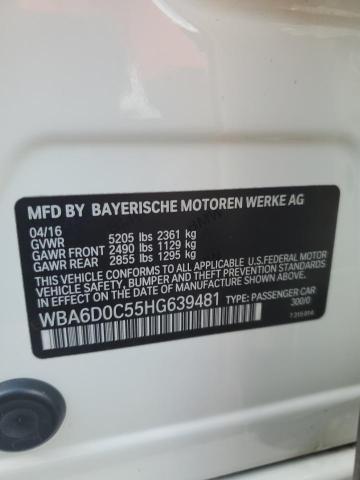 MFD BY BAYERISCHE MOTOREN WERKE AG
04/16
GVWR 5205 lbs 2361 kg
GAWR FRONT 2490 lbs 1129 kg
GAWR REAR 2855 lbs 1295 kg
THIS VEHICLE CONFORMS TO ALL APPLICABLE
U.S.FEDERAL MOTOR
VEHICLE SAFETY, BUMPER, AND THEFT
PREVENTION STANDARDS IN EFFECT ON THE
DATE OF MANUFACTURE SHOWN ABOVE.
WBA6D0C55HG639481 TYPE: PASSENGER CAR
300/0